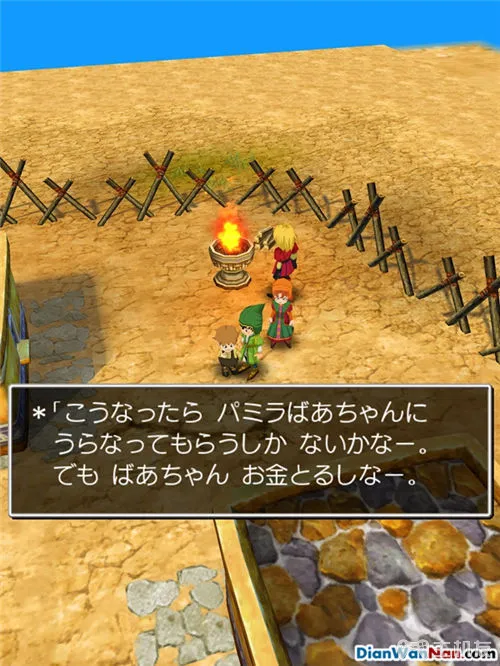 *「こうなったら パミラばあちゃんに
うらなってもらうしか ないかなー。
でも ばあちゃん お金とるしなー。
DianWanNan.com